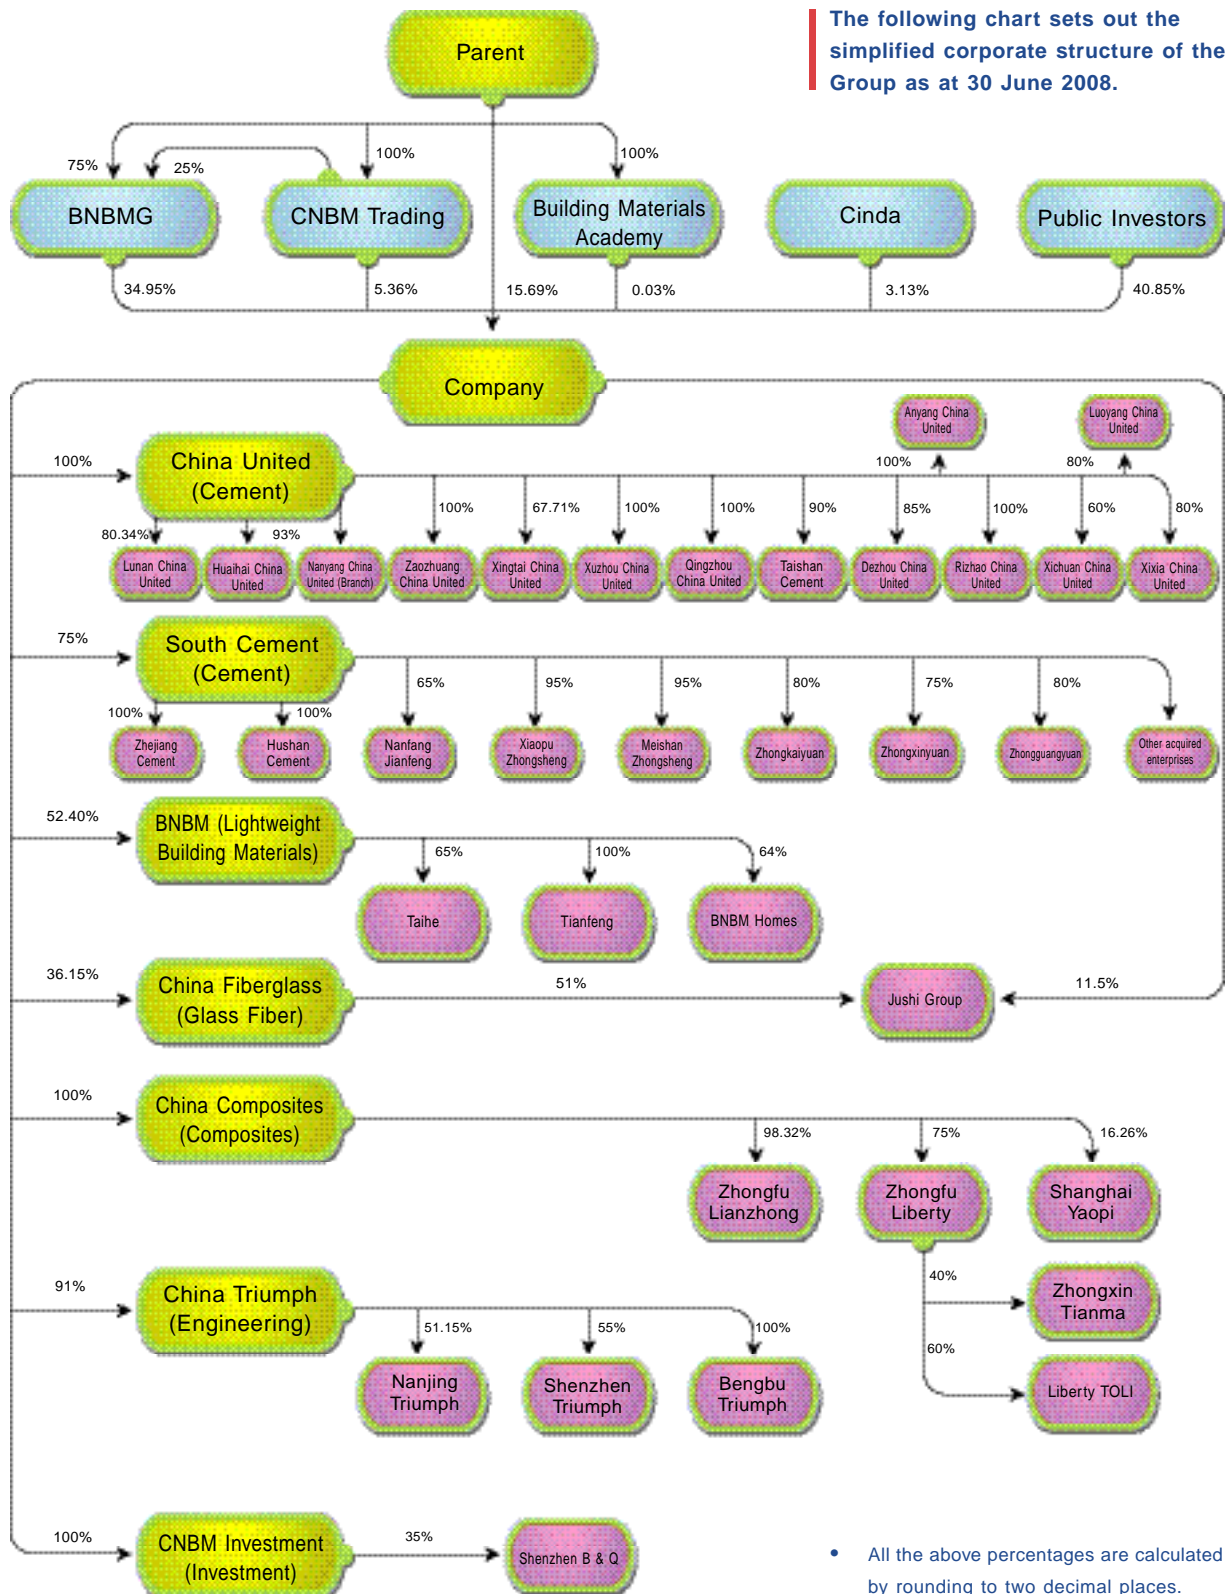 The following chart sets out the
simplified corporate structure of the
Group as at 30 June 2008.
Parent
75%
25%
100%
100%
BNBMG
CNBM Trading
Building Materials
Academy
Cinda
Public Investors
34.95%
5.36%
15.69%
0.03%
3.13%
40.85%
Company
Anyang China
United
Luoyang China
United
100%
China United
(Cement)
100%
80%
80.34%
93%
100%
67.71%
100%
100%
90%
85%
100%
60%
80%
Lunan China
United
Huaihai China
United
Nanyang China
United (Branch)
Zaozhuang
China United
Xingtai China
United
Xuzhou China
United
Qingzhou
China United
Taishan
Cement
Dezhou China
United
Rizhao China
United
Xichuan China
United
Xixia China
United
75%
South Cement
(Cement)
100%
100%
65%
95%
95%
80%
75%
80%
Zhejiang
Cement
Hushan
Cement
Nanfang
Jianfeng
Xiaopu
Zhongsheng
Meishan
Zhongsheng
Zhongkaiyuan
Zhongxinyuan
Zhongguangyuan
Other acquired
enterprises
52.40%
BNBM (Lightweight
Building Materials)
65%
100%
64%
Taihe
Tianfeng
BNBM Homes
36.15%
China Fiberglass
(Glass Fiber)
51%
Jushi Group
11.5%
100%
China Composites
(Composites)
98.32%
75%
16.26%
Zhongfu
Lianzhong
Zhongfu
Liberty
Shanghai
Yaopi
40%
Zhongxin
Tianma
60%
Liberty TOLI
91%
China Triumph
(Engineering)
51.15%
55%
100%
Nanjing
Triumph
Shenzhen
Triumph
Bengbu
Triumph
100%
CNBM Investment
(Investment)
35%
Shenzhen B & Q
• All the above percentages are calculated
by rounding to two decimal places.